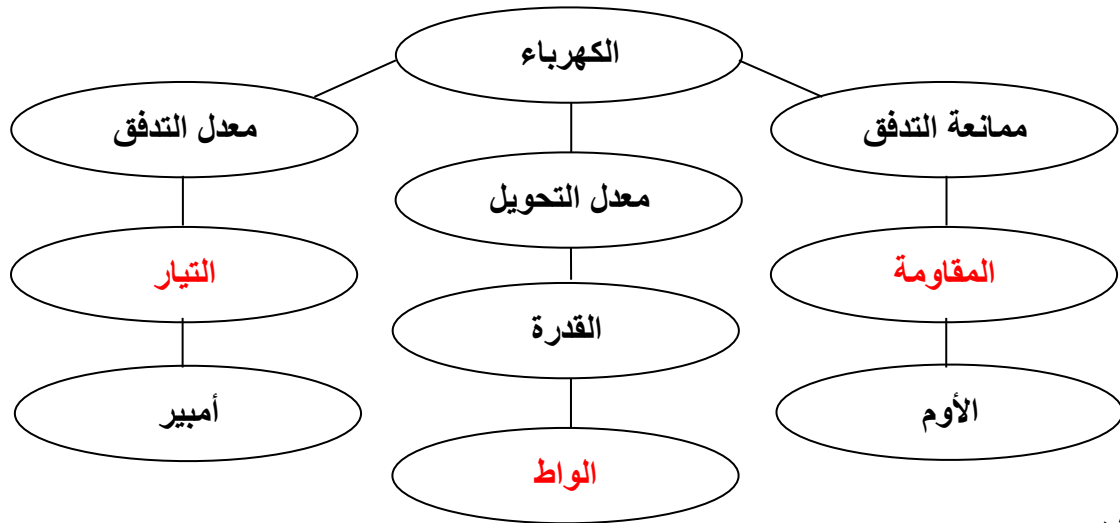 الكهرباء
ممانعة التدفق
معدل التدفق
معدل التحويل
المقاومة
التيار
القدرة
الأوم
أمبير
الواط